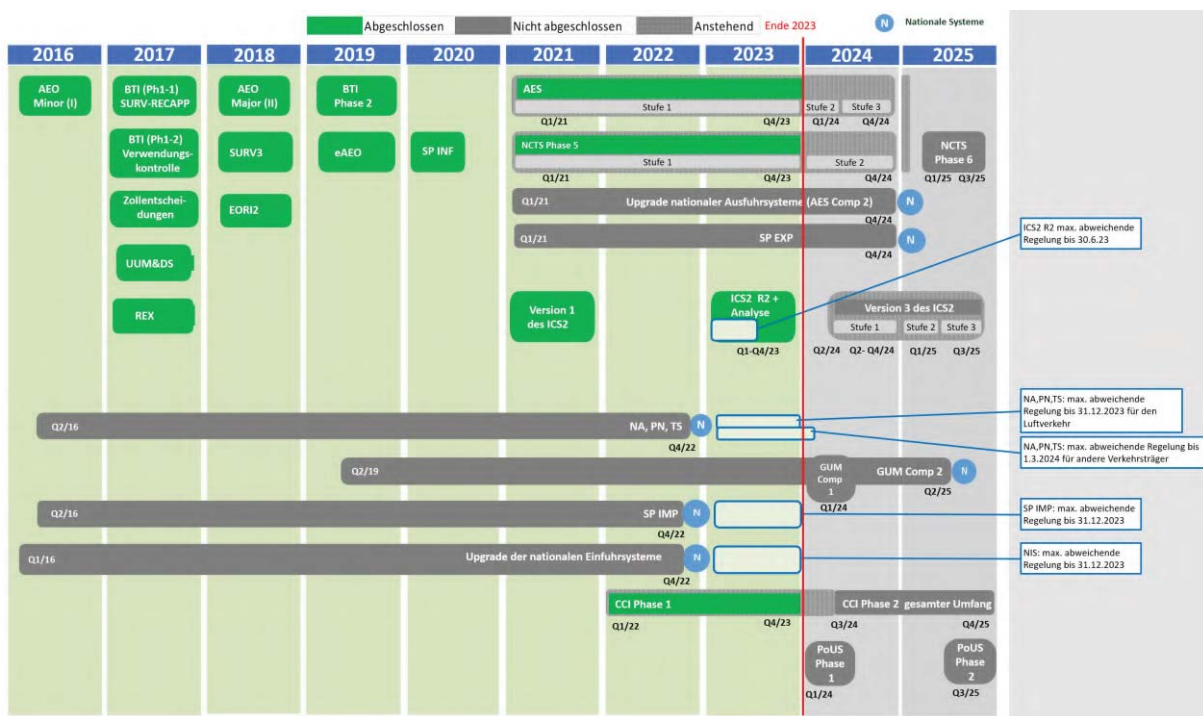 Abgeschlossen Nicht abgeschlossen Anstehend Ende 2023 N Nationale Systeme
2016 2017 2018 2019 2020 2021 2022 2023 2024 2025
AEO
Minor (I)
BTI (Ph1-1)
SURV-RECAPP
AEO
Major (II)
BTI
Phase 2
AES
Stufe 1 Stufe 2 Stufe 3
Q1/21 Q4/23 Q1/24 Q4/24
BTI (Ph1-2)
Verwendungs-
kontrolle
SURV3
eAEO
SP INF
NCTS Phase 5
Stufe 1 Stufe 2
Q1/21 Q4/23 Q4/24
NCTS
Phase 6
Q1/25 Q3/25
Zollentschei-
dungen
EORI2
Q1/21 Upgrade nationaler Ausfuhrsysteme (AES Comp 2) N
Q4/24
UUM&DS
Q1/21 SP EXP N
Q4/24
ICS2 R2 max. abweichende
Regelung bis 30.6.23
REX
Version 1
des ICS2
ICS2 R2 +
Analyse
Q1-Q4/23
Version 3 des ICS2
Stufe 1 Stufe 2 Stufe 3
Q2/24 Q2- Q4/24 Q1/25 Q3/25
Q2/16 NA, PN, TS N
Q4/22
NA,PN,TS: max. abweichende
Regelung bis 31.12.2023 für den
Luftverkehr
NA,PN,TS: max. abweichende Regelung bis
1.3.2024 für andere Verkehrsträger
Q2/19
GUM
Comp
1
Q1/24
GUM Comp 2 N
Q2/25
Q2/16 SP IMP N
Q4/22
SP IMP: max. abweichende
Regelung bis 31.12.2023
Q1/16 Upgrade der nationalen Einfuhrsysteme N
Q4/22
NIS: max. abweichende
Regelung bis 31.12.2023
CCI Phase 1 CCI Phase 2 gesamter Umfang
Q1/22 Q4/23 Q3/24 Q4/25
PoUS
Phase
1
Q1/24
PoUS
Phase
2
Q3/25